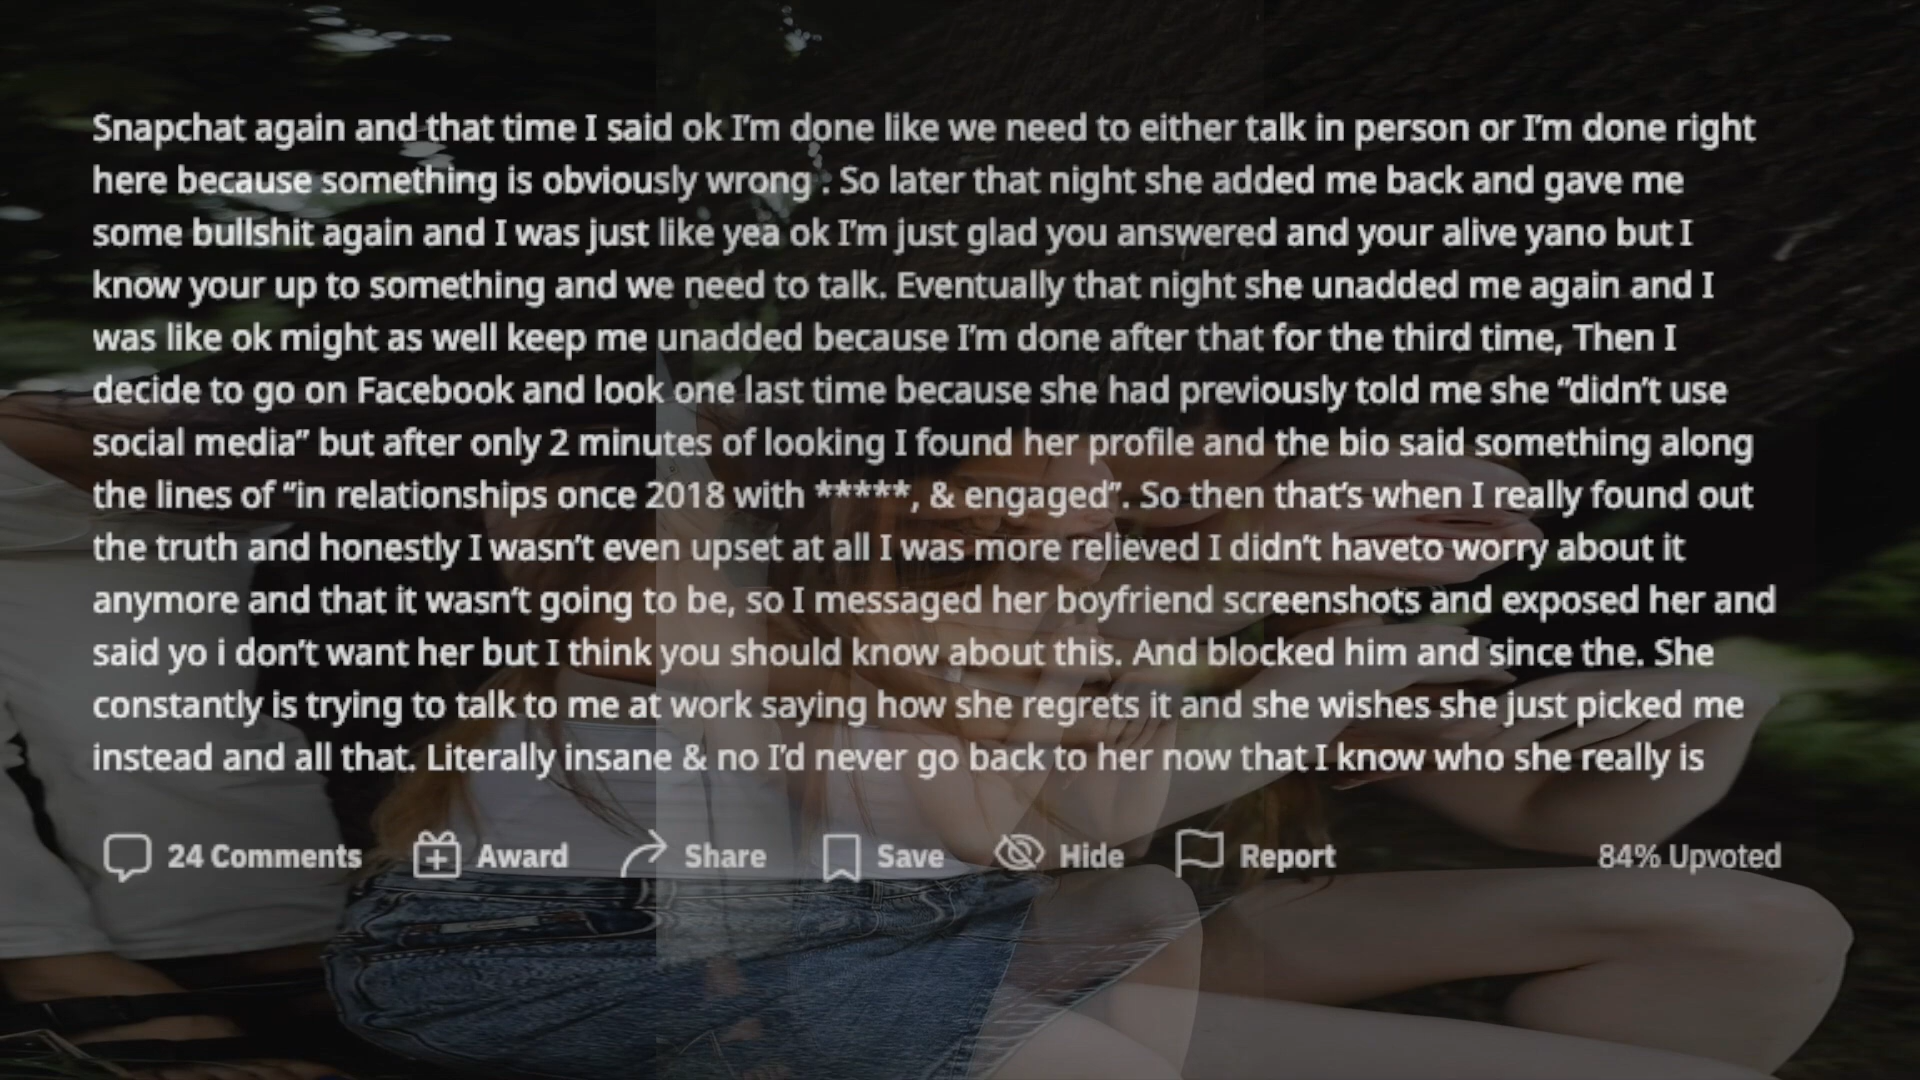 Snapchat again and that time I said ok I'm done like we need to either talk in person or I'm done right
here because something is obviously wrong . So later that night she added me back and gave me
some bullshit again and I was just like yea ok I'm just glad you answered and your alive yano but I
know your up to something and we need to talk. Eventually that night she unadded me again and I
was like ok might as well keep me unadded because I'm done after that for the third time, Then I
decide to go on Facebook and look one last time because she had previously told me she “didn't use
social media” but after only 2 minutes of looking I found her profile and the bio said something along
the lines of “in relationships once 2018 with *****, & engaged”. So then that's when I really found out
the truth and honestly I wasn't even upset at all I was more relieved I didn't haveto worry about it
anymore and that it wasn't going to be, so I messaged her boyfriend screenshots and exposed her and
said yo i don't want her but I think you should know about this. And blocked him and since the. She
constantly is trying to talk to me at work saying how she regrets it and she wishes she just picked me
instead and all that. Literally insane & no I'd never go back to her now that I know who she really is
24 Comments Award Share Save Hide Report 84% Upvoted